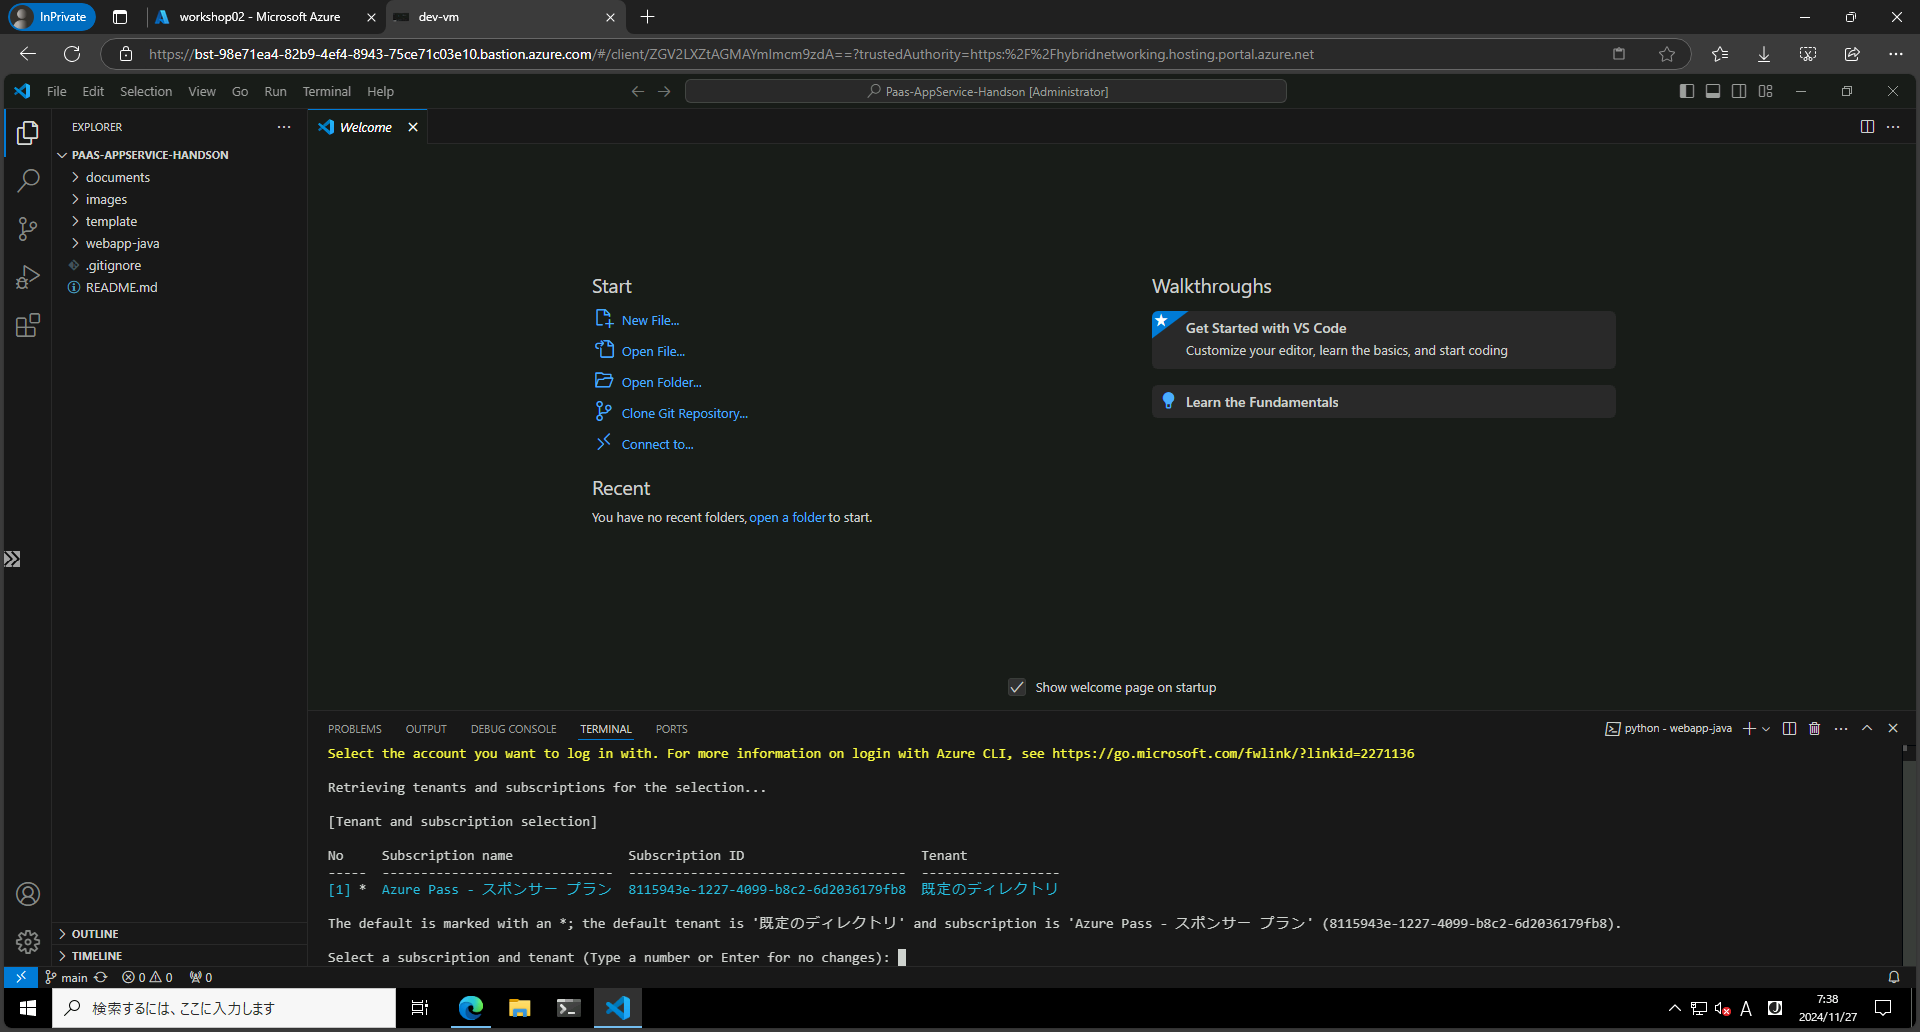 InPrivate
workshop02 - Microsoft Azure
dev-vm
https://bst-98e71ea4-82b9-4ef4-8943-75ce71c03e10.bastion.azure.com/#/client/ZGV2LXZtAGMAYmlmcm9zdA==?trustedAuthority=https:%2F%2Fhybridnetworking.hosting.portal.azure.net
File Edit Selection View Go Run Terminal Help
Paas-AppService-Handson [Administrator]
EXPLORER
Welcome
PAAS-APPSERVICE-HANDSON
documents
images
template
webapp-java
.gitignore
README.md
Start
New File...
Open File...
Open Folder...
Clone Git Repository...
Connect to...
Recent
You have no recent folders, open a folder to start.
Walkthroughs
Get Started with VS Code
Customize your editor, learn the basics, and start coding
Learn the Fundamentals
Show welcome page on startup
PROBLEMS OUTPUT DEBUG CONSOLE TERMINAL PORTS
python - webapp-java
Select the account you want to log in with. For more information on login with Azure CLI, see https://go.microsoft.com/fwlink/?linkid=2271136
Retrieving tenants and subscriptions for the selection...
[Tenant and subscription selection]
No Subscription name Subscription ID Tenant
----- ------------------------------ ------------------------------------ ------------------
[1] * Azure Pass - スポンサー プラン 8115943e-1227-4099-b8c2-6d2036179fb8 既定のディレクトリ
The default is marked with an *; the default tenant is '既定のディレクトリ' and subscription is 'Azure Pass - スポンサー プラン' (8115943e-1227-4099-b8c2-6d2036179fb8).
Select a subscription and tenant (Type a number or Enter for no changes):
OUTLINE
TIMELINE
main 0 0 0
検索するには、ここに入力します
A
7:38
2024/11/27